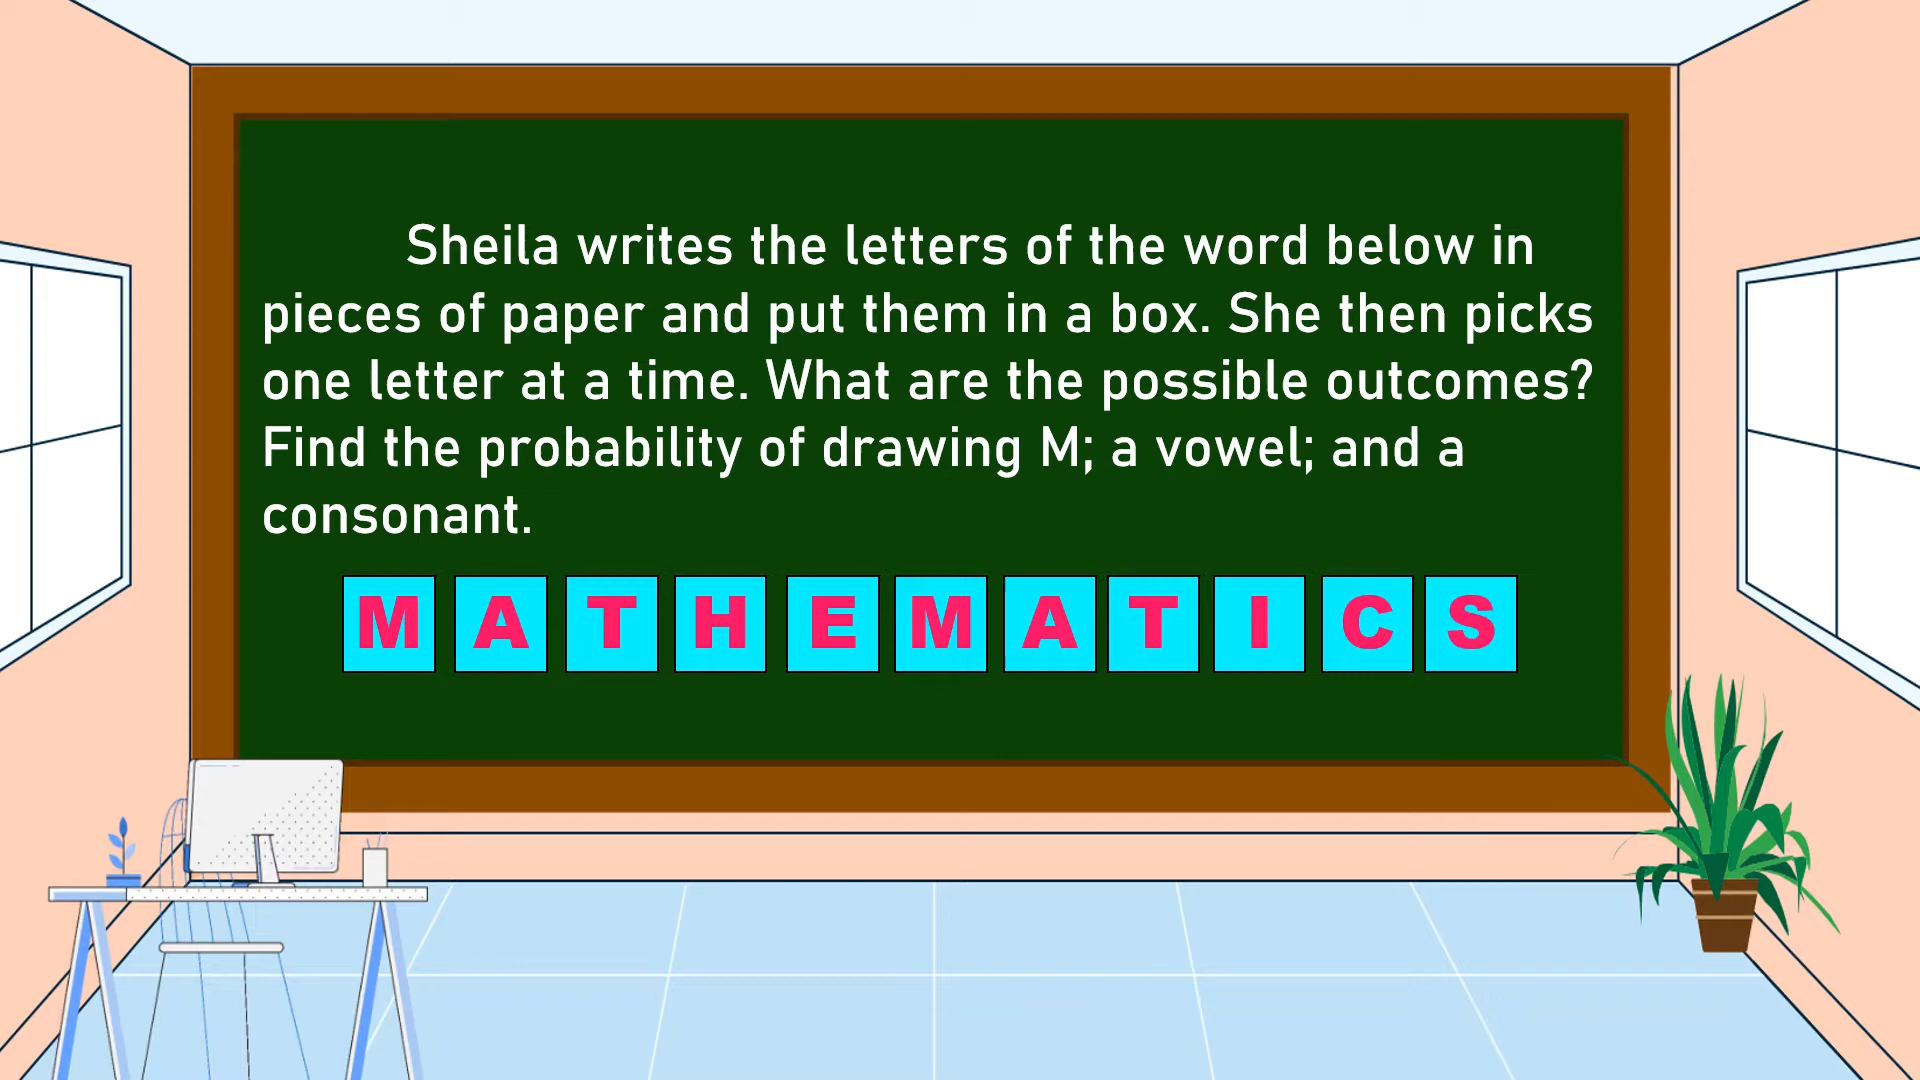 Sheila writes the letters of the word below in
pieces of paper and put them in a box. She then picks
one letter at a time. What are the possible outcomes?
Find the probability of drawing M; a vowel; and a
consonant.
M A T H E M A T I C S